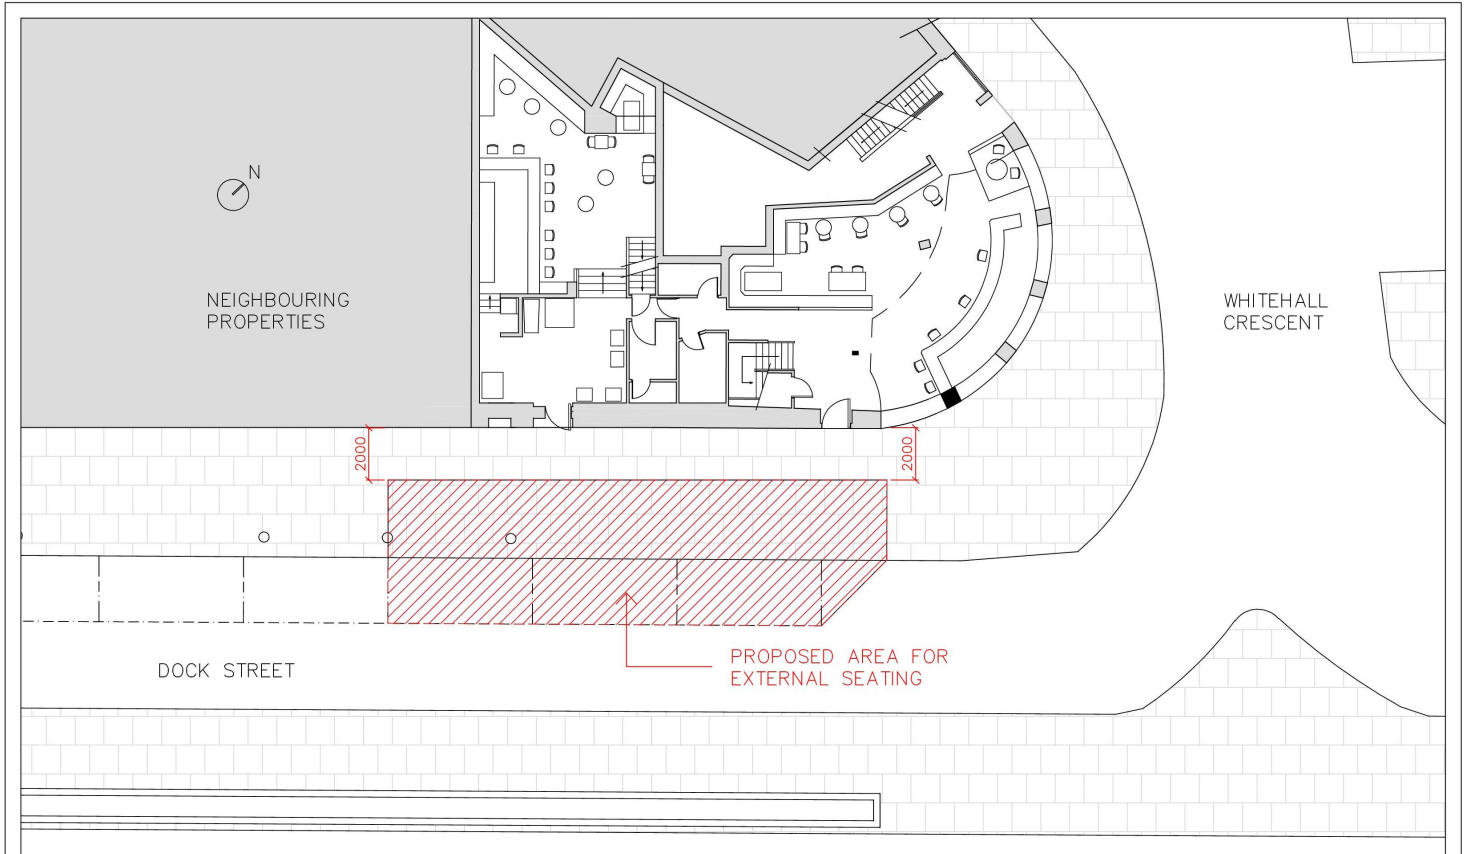 N
NEIGHBOURING
PROPERTIES
WHITEHALL
CRESCENT
2000
2000
DOCK STREET
PROPOSED AREA FOR
EXTERNAL SEATING